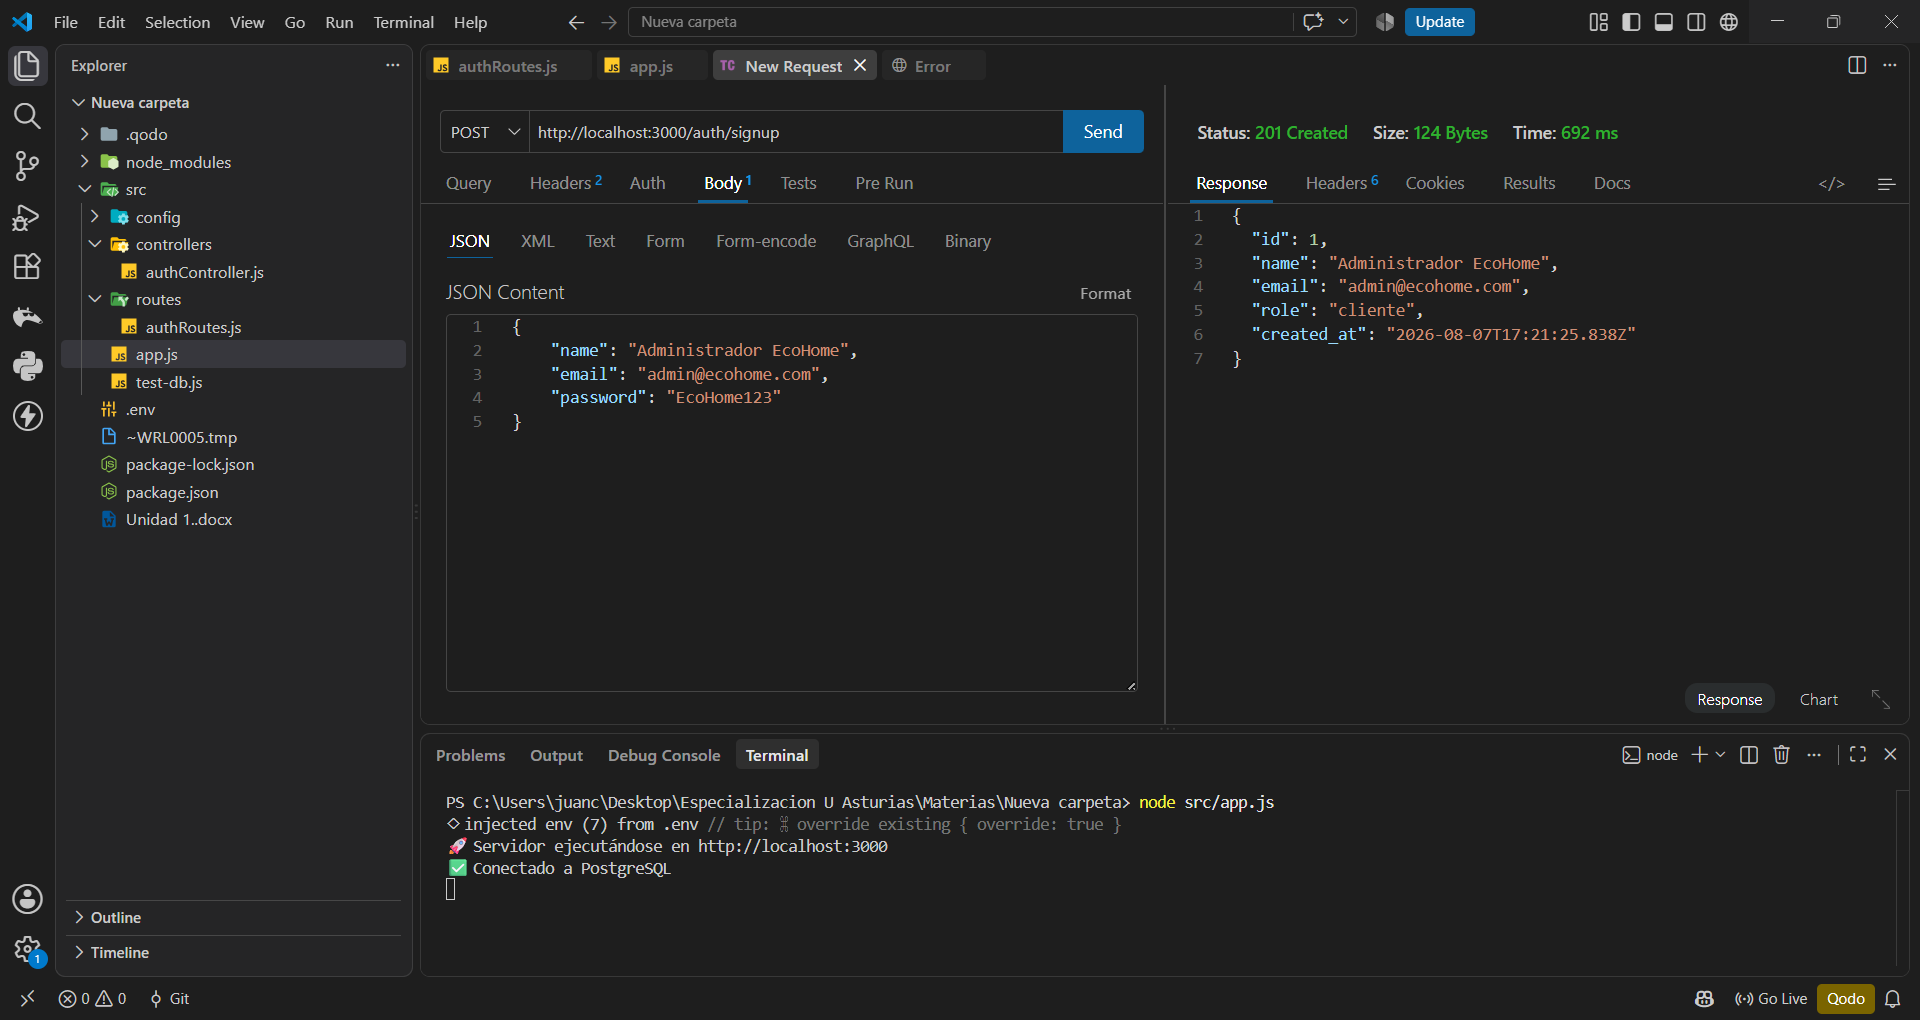 File Edit Selection View Go Run Terminal Help
Nueva carpeta
Update
Explorer
Nueva carpeta
.qodo
node_modules
src
config
controllers
JS authController.js
routes
JS authRoutes.js
JS app.js
JS test-db.js
.env
~WRL0005.tmp
package-lock.json
package.json
Unidad 1..docx
Outline
Timeline
JS authRoutes.js
JS app.js
TC New Request
Error
POST
http://localhost:3000/auth/signup
Send
Query Headers 2 Auth Body 1 Tests Pre Run
JSON XML Text Form Form-encode GraphQL Binary
JSON Content
Format
1 {
2 "name": "Administrador EcoHome",
3 "email": "admin@ecohome.com",
4 "password": "EcoHome123"
5 }
Status: 201 Created Size: 124 Bytes Time: 692 ms
Response Headers 6 Cookies Results Docs
</>
1 {
2 "id": 1,
3 "name": "Administrador EcoHome",
4 "email": "admin@ecohome.com",
5 "role": "cliente",
6 "created_at": "2026-08-07T17:21:25.838Z"
7 }
Response Chart
Problems Output Debug Console Terminal
node
PS C:\Users\juanc\Desktop\Especializacion U Asturias\Materias\Nueva carpeta> node src/app.js
injected env (7) from .env // tip: ⌘ override existing { override: true }
🚀 Servidor ejecutándose en http://localhost:3000
✅ Conectado a PostgreSQL
1
0 0 Git
Go Live Qodo